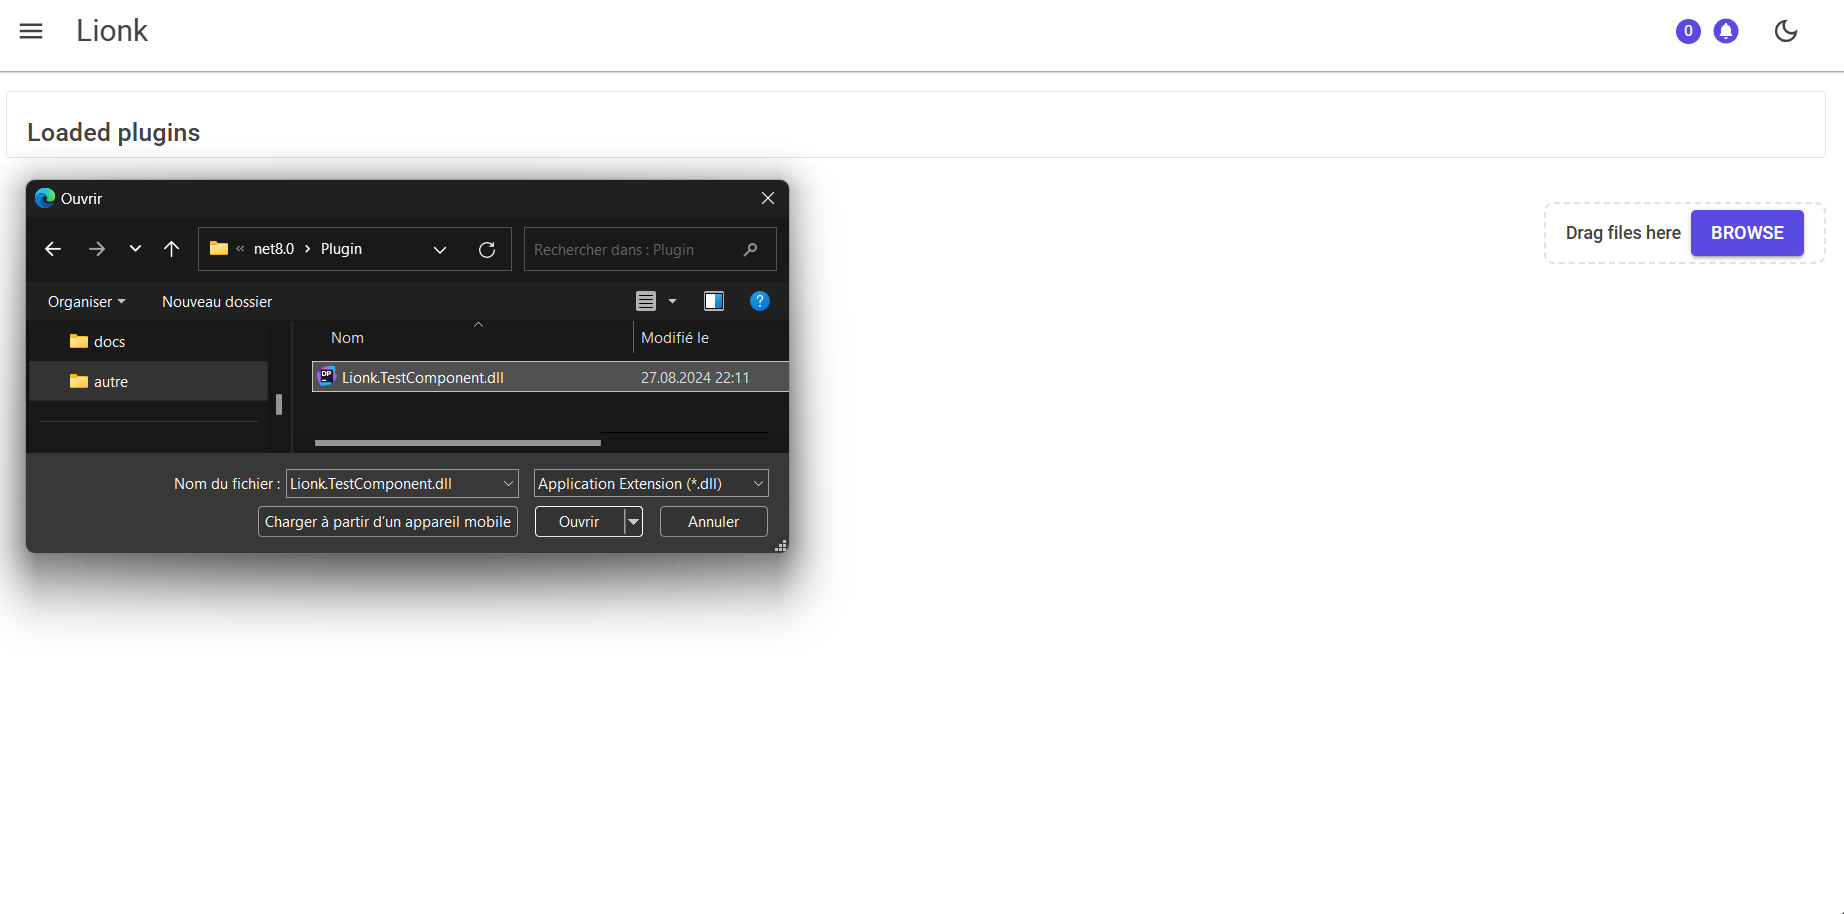 Lionk
0
Loaded plugins
Drag files here
BROWSE
Ouvrir
« net8.0 › Plugin
Rechercher dans : Plugin
Organiser
Nouveau dossier
?
docs
autre
Nom
Modifié le
DP
Lionk.TestComponent.dll
27.08.2024 22:11
Nom du fichier :
Lionk.TestComponent.dll
Application Extension (*.dll)
Charger à partir d'un appareil mobile
Ouvrir
Annuler